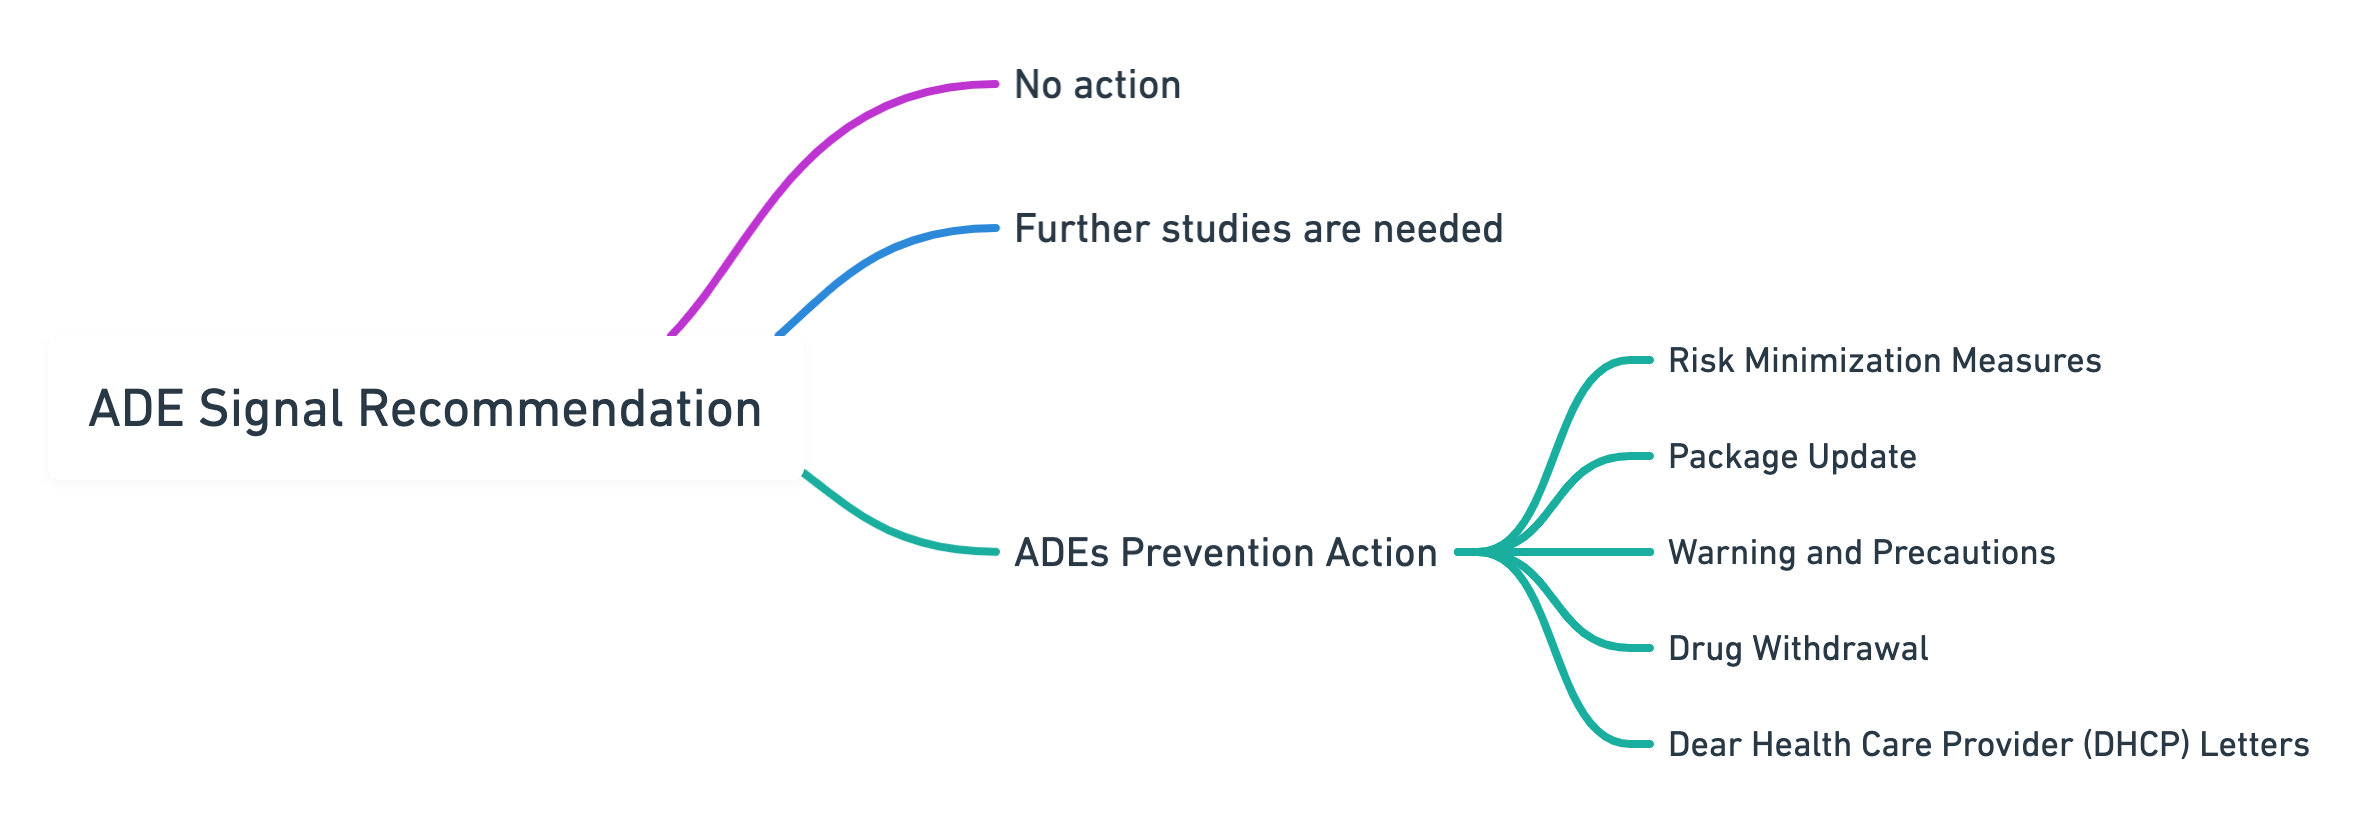 No action
Further studies are needed
ADE Signal Recommendation
ADEs Prevention Action
Risk Minimization Measures
Package Update
Warning and Precautions
Drug Withdrawal
Dear Health Care Provider (DHCP) Letters